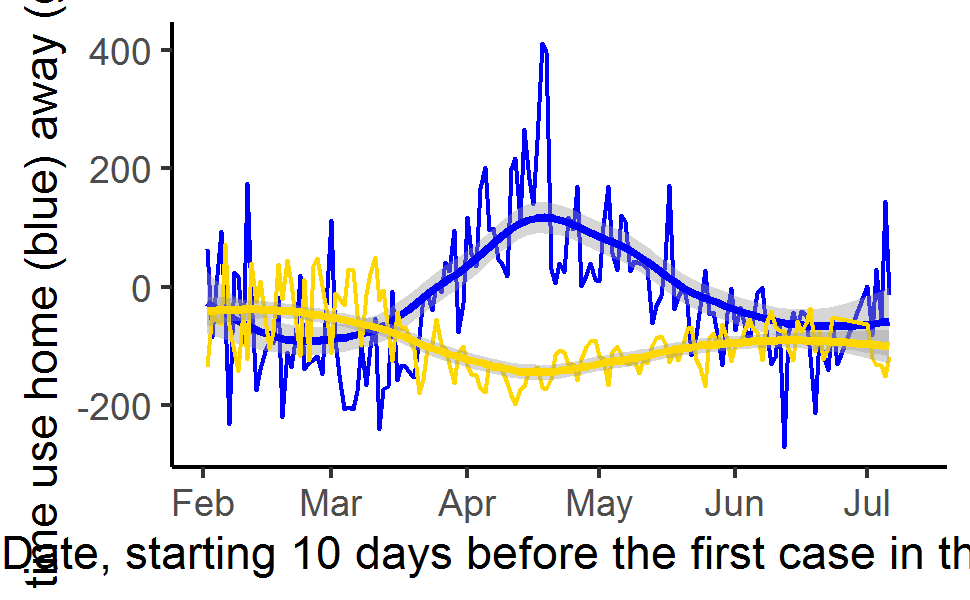 time use home (blue) away (g
400
200
0
-200
Feb Mar Apr May Jun Jul
Date, starting 10 days before the first case in th